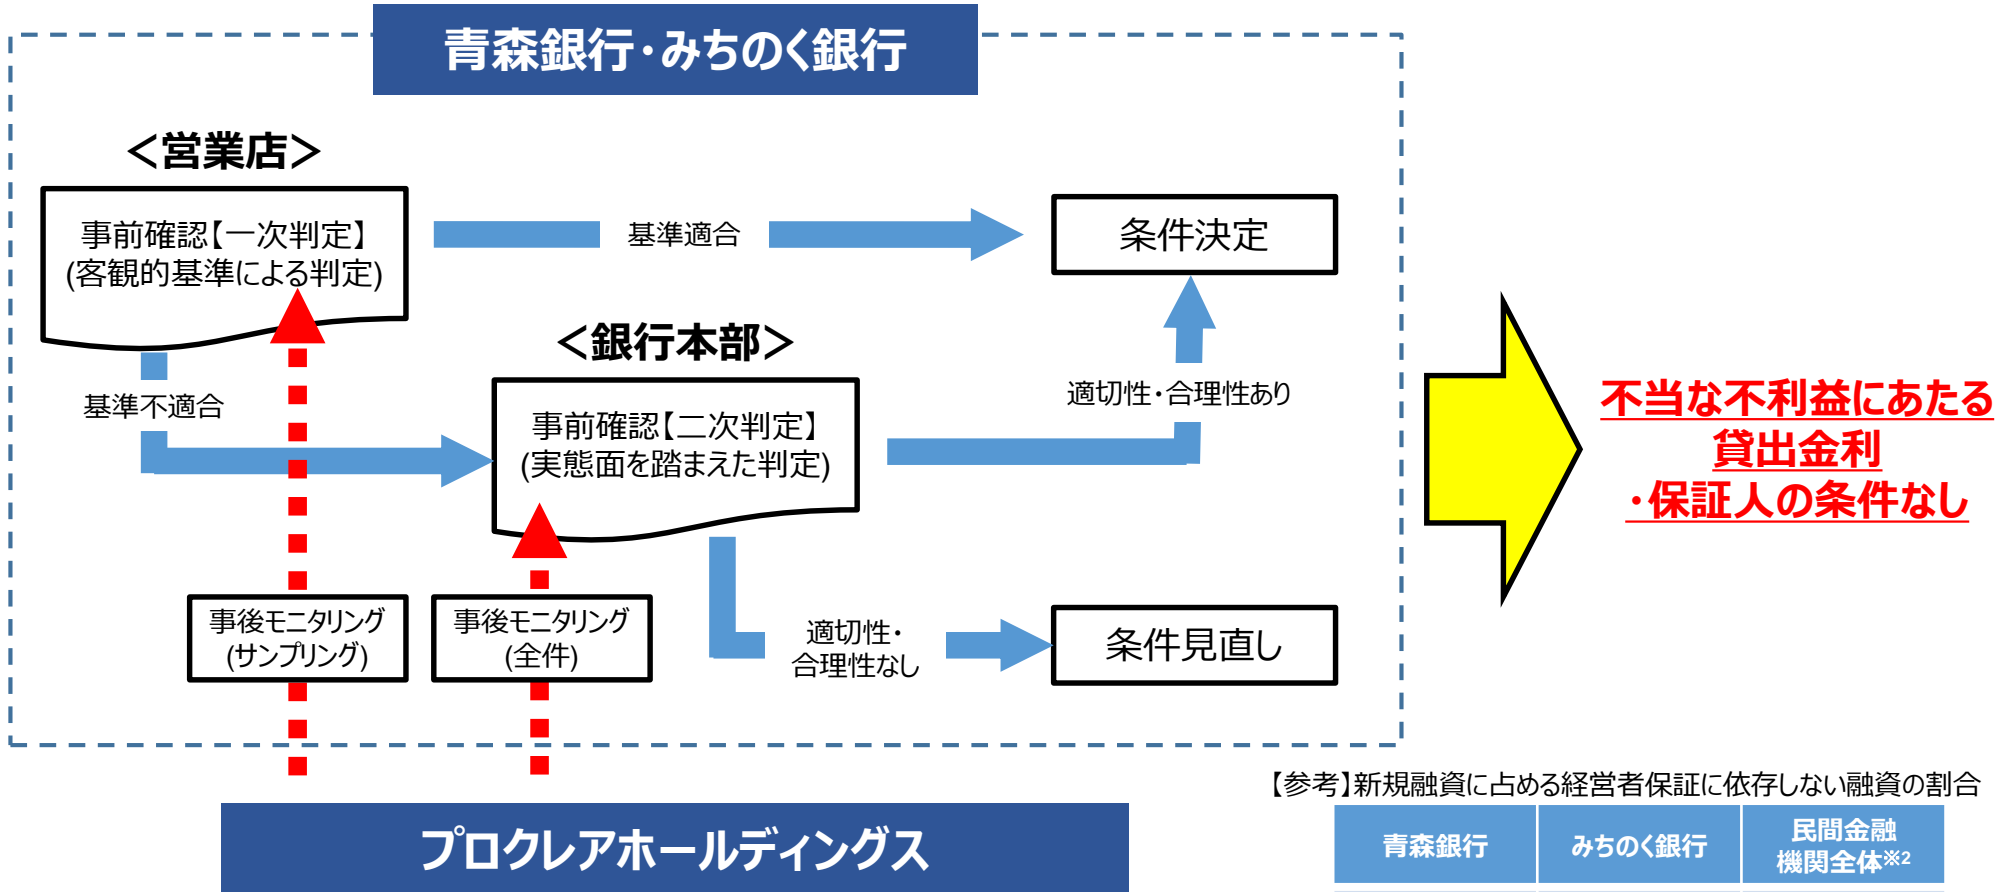 青森銀行・みちのく銀行
＜営業店＞
事前確認【一次判定】
(客観的基準による判定)
基準適合
条件決定
基準不適合
＜銀行本部＞
事前確認【二次判定】
(実態面を踏まえた判定)
適切性・合理性あり
不当な不利益にあたる
貸出金利
・保証人の条件なし
事後モニタリング
(サンプリング)
事後モニタリング
(全件)
適切性・
合理性なし
条件見直し
プロクレアホールディングス
【参考】新規融資に占める経営者保証に依存しない融資の割合
青森銀行
みちのく銀行
民間金融
機関全体※2